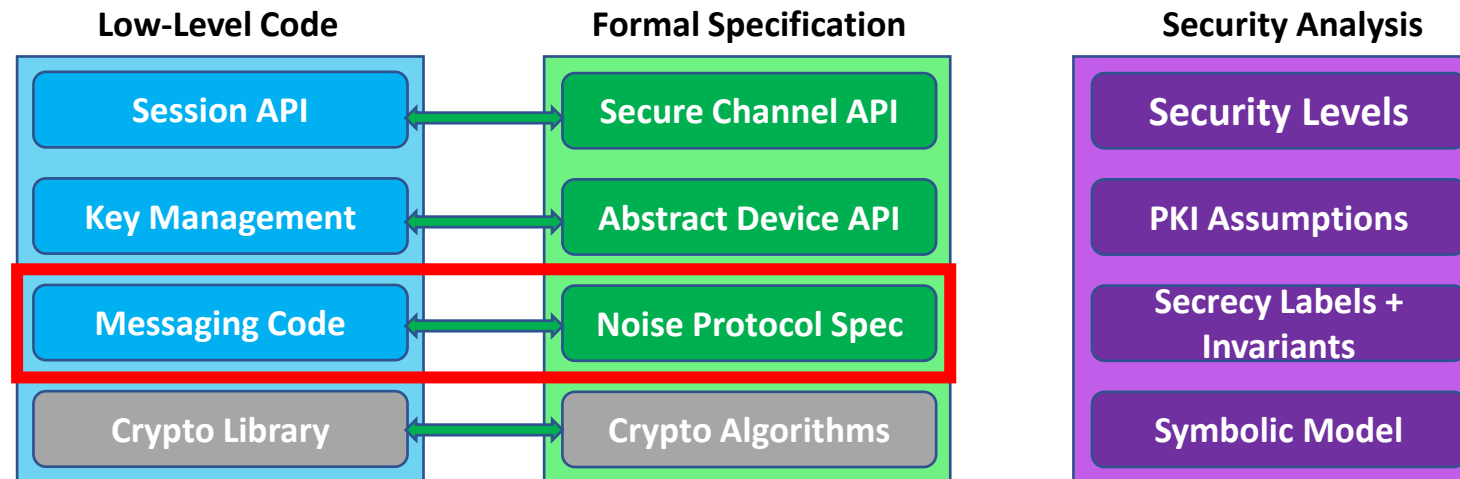 Low-Level Code
Formal Specification
Security Analysis
Session API
Secure Channel API
Security Levels
Key Management
Abstract Device API
PKI Assumptions
Messaging Code
Noise Protocol Spec
Secrecy Labels +
Invariants
Crypto Library
Crypto Algorithms
Symbolic Model